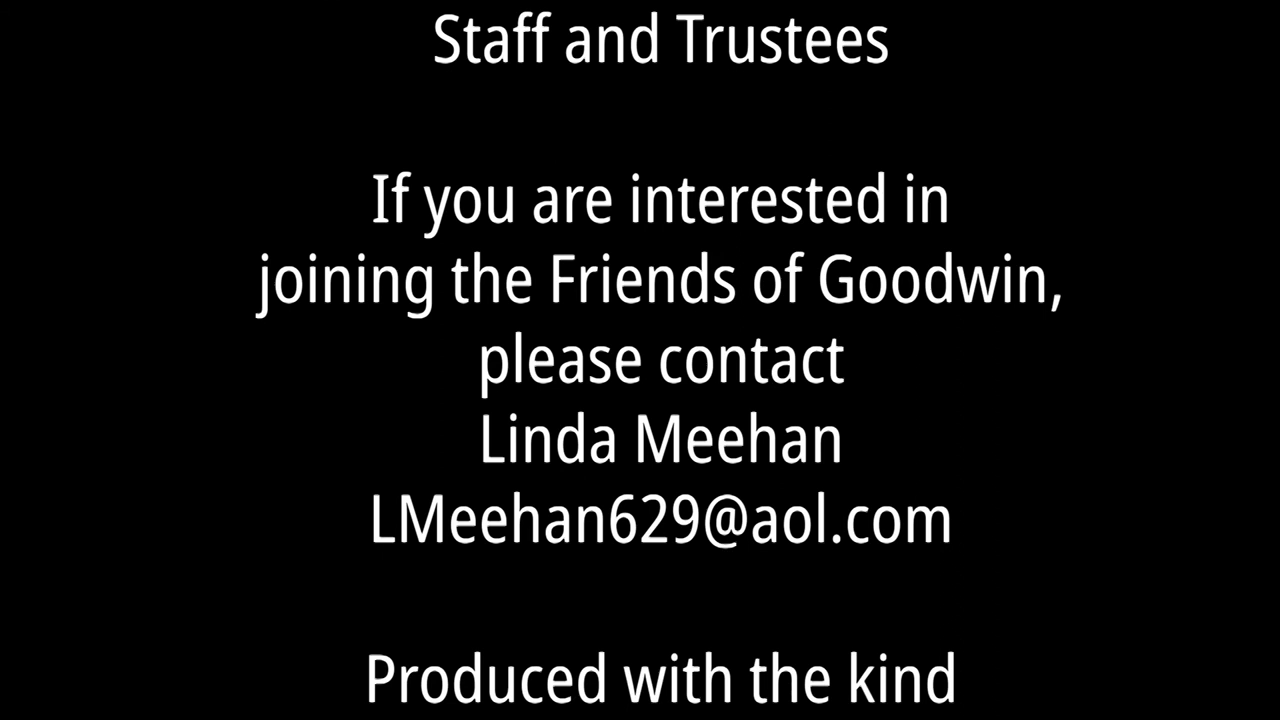 Staff and Trustees
If you are interested in
joining the Friends of Goodwin,
please contact
Linda Meehan
LMeehan629@aol.com
Produced with the kind